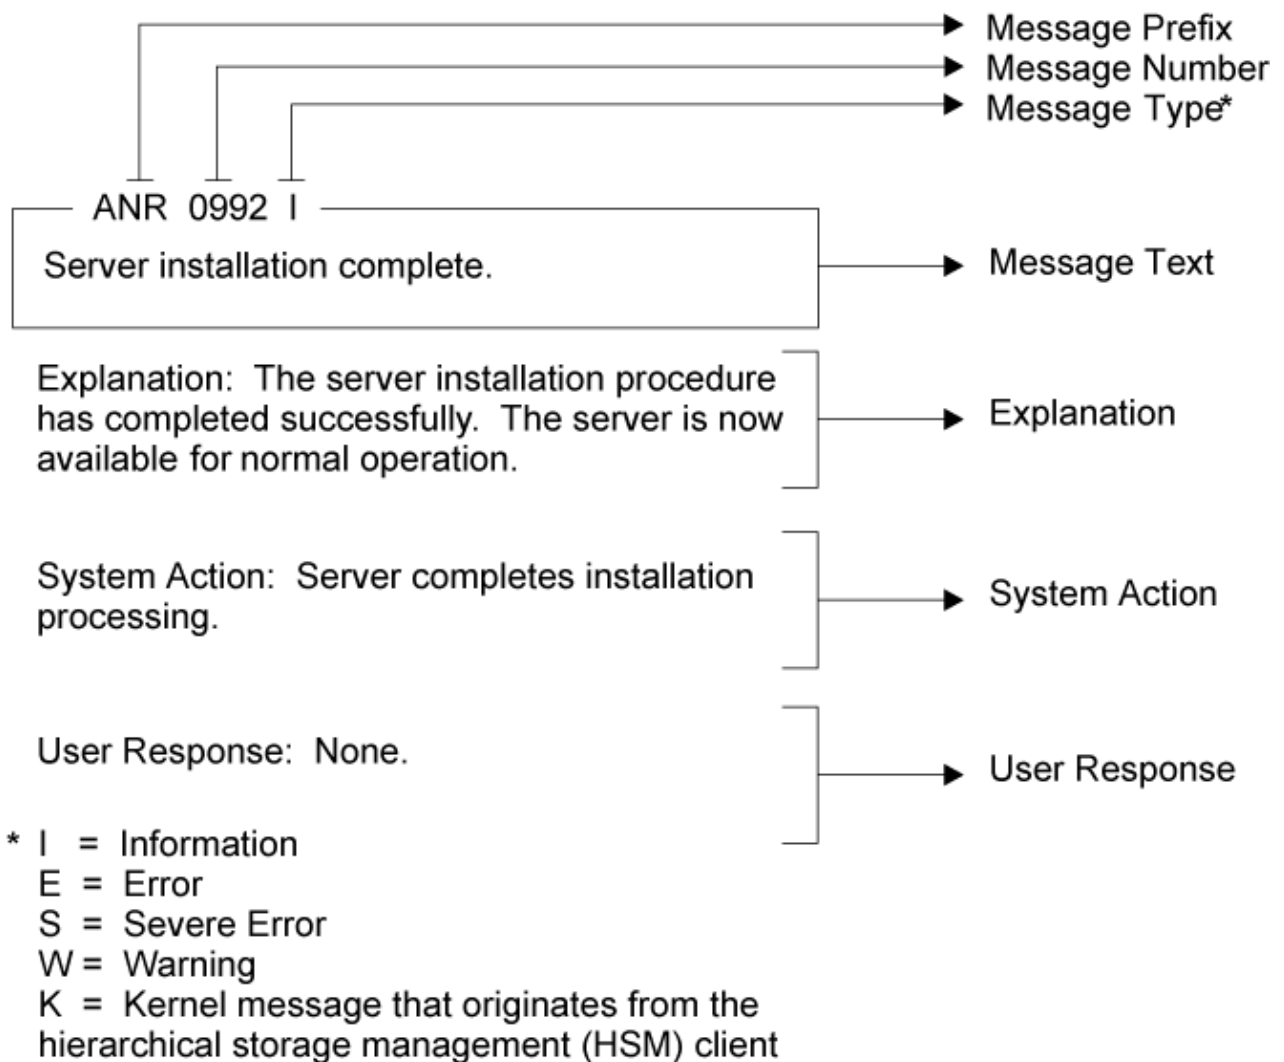 Message Prefix
Message Number
Message Type*
ANR 0992 I
Server installation complete.
Message Text
Explanation: The server installation procedure
has completed successfully. The server is now
available for normal operation.
Explanation
System Action: Server completes installation
processing.
System Action
User Response: None.
User Response
* I = Information
E = Error
S = Severe Error
W = Warning
K = Kernel message that originates from the
hierarchical storage management (HSM) client